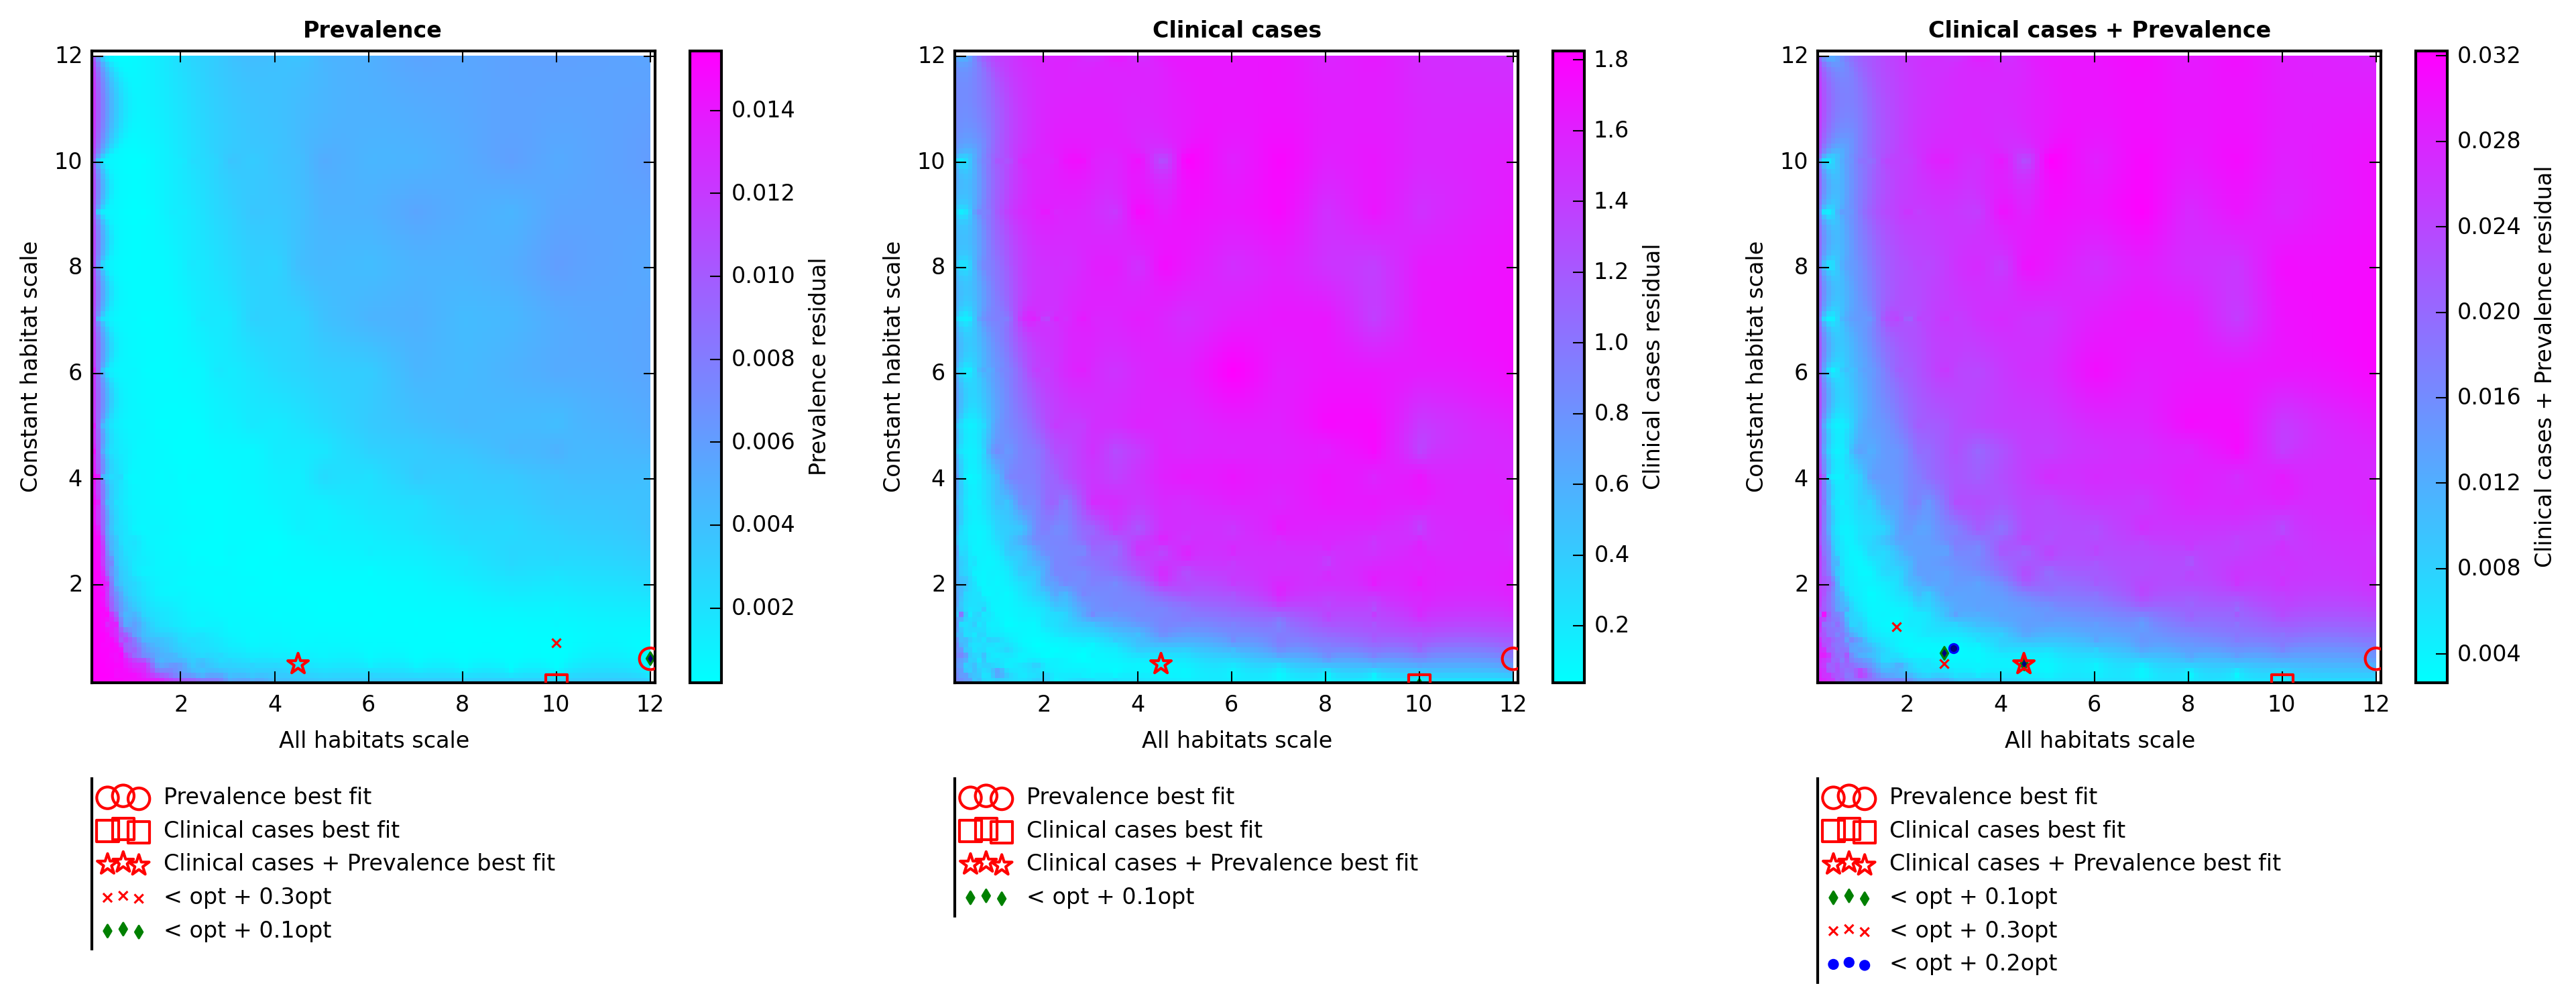 Prevalence
12
10
8
6
4
2
Constant habitat scale
2 4 6 8 10 12
All habitats scale
0.014
0.012
0.010
0.008
0.006
0.004
0.002
Prevalence residual
Prevalence best fit
Clinical cases best fit
Clinical cases + Prevalence best fit
< opt + 0.3opt
< opt + 0.1opt
Clinical cases
12
10
8
6
4
2
Constant habitat scale
2 4 6 8 10 12
All habitats scale
1.8
1.6
1.4
1.2
1.0
0.8
0.6
0.4
0.2
Clinical cases residual
Prevalence best fit
Clinical cases best fit
Clinical cases + Prevalence best fit
< opt + 0.1opt
Clinical cases + Prevalence
12
10
8
6
4
2
Constant habitat scale
2 4 6 8 10 12
All habitats scale
0.032
0.028
0.024
0.020
0.016
0.012
0.008
0.004
Clinical cases + Prevalence residual
Prevalence best fit
Clinical cases best fit
Clinical cases + Prevalence best fit
< opt + 0.1opt
< opt + 0.3opt
< opt + 0.2opt